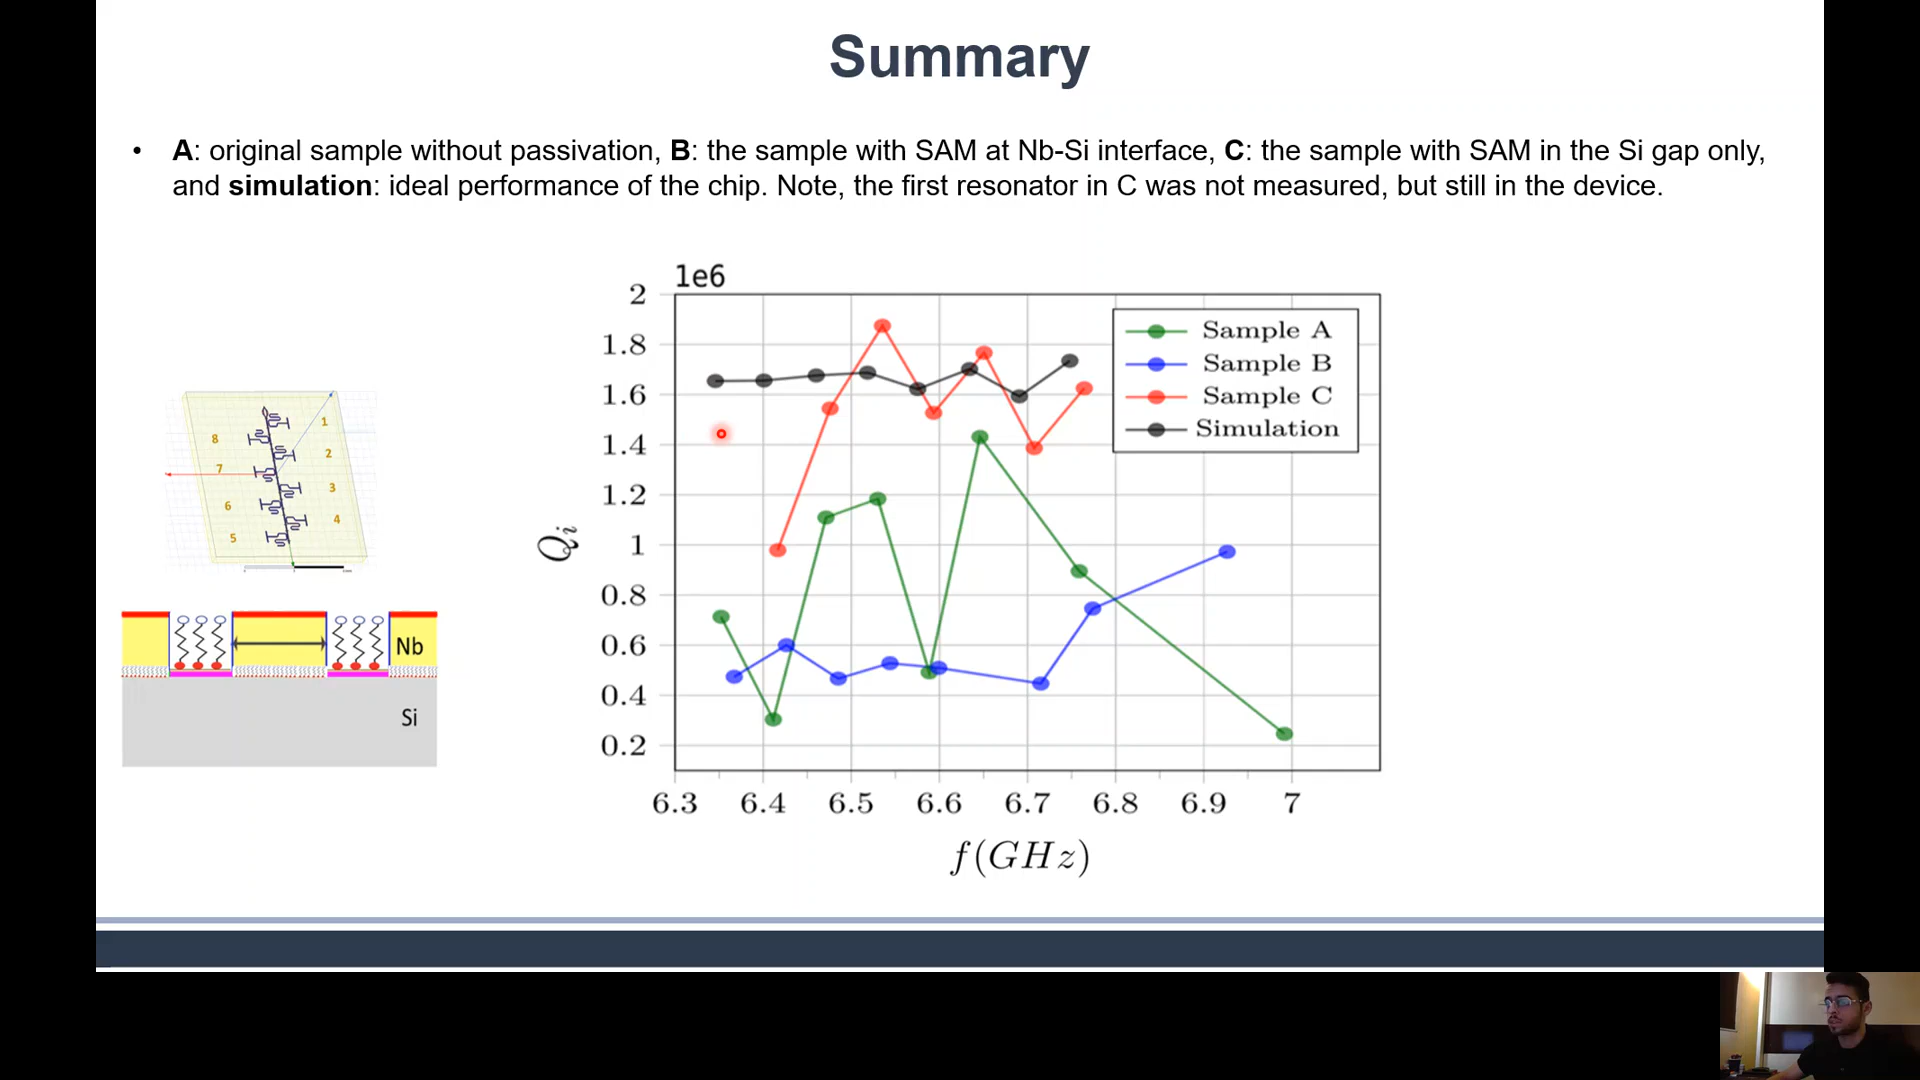 Summary
• A: original sample without passivation, B: the sample with SAM at Nb-Si interface, C: the sample with SAM in the Si gap only,
and simulation: ideal performance of the chip. Note, the first resonator in C was not measured, but still in the device.
1
2
3
4
8
7
6
5
Nb
Si
1e6
2
1.8
1.6
1.4
1.2
1
0.8
0.6
0.4
0.2
Qi
Sample A
Sample B
Sample C
Simulation
6.3 6.4 6.5 6.6 6.7 6.8 6.9 7
f(GHz)